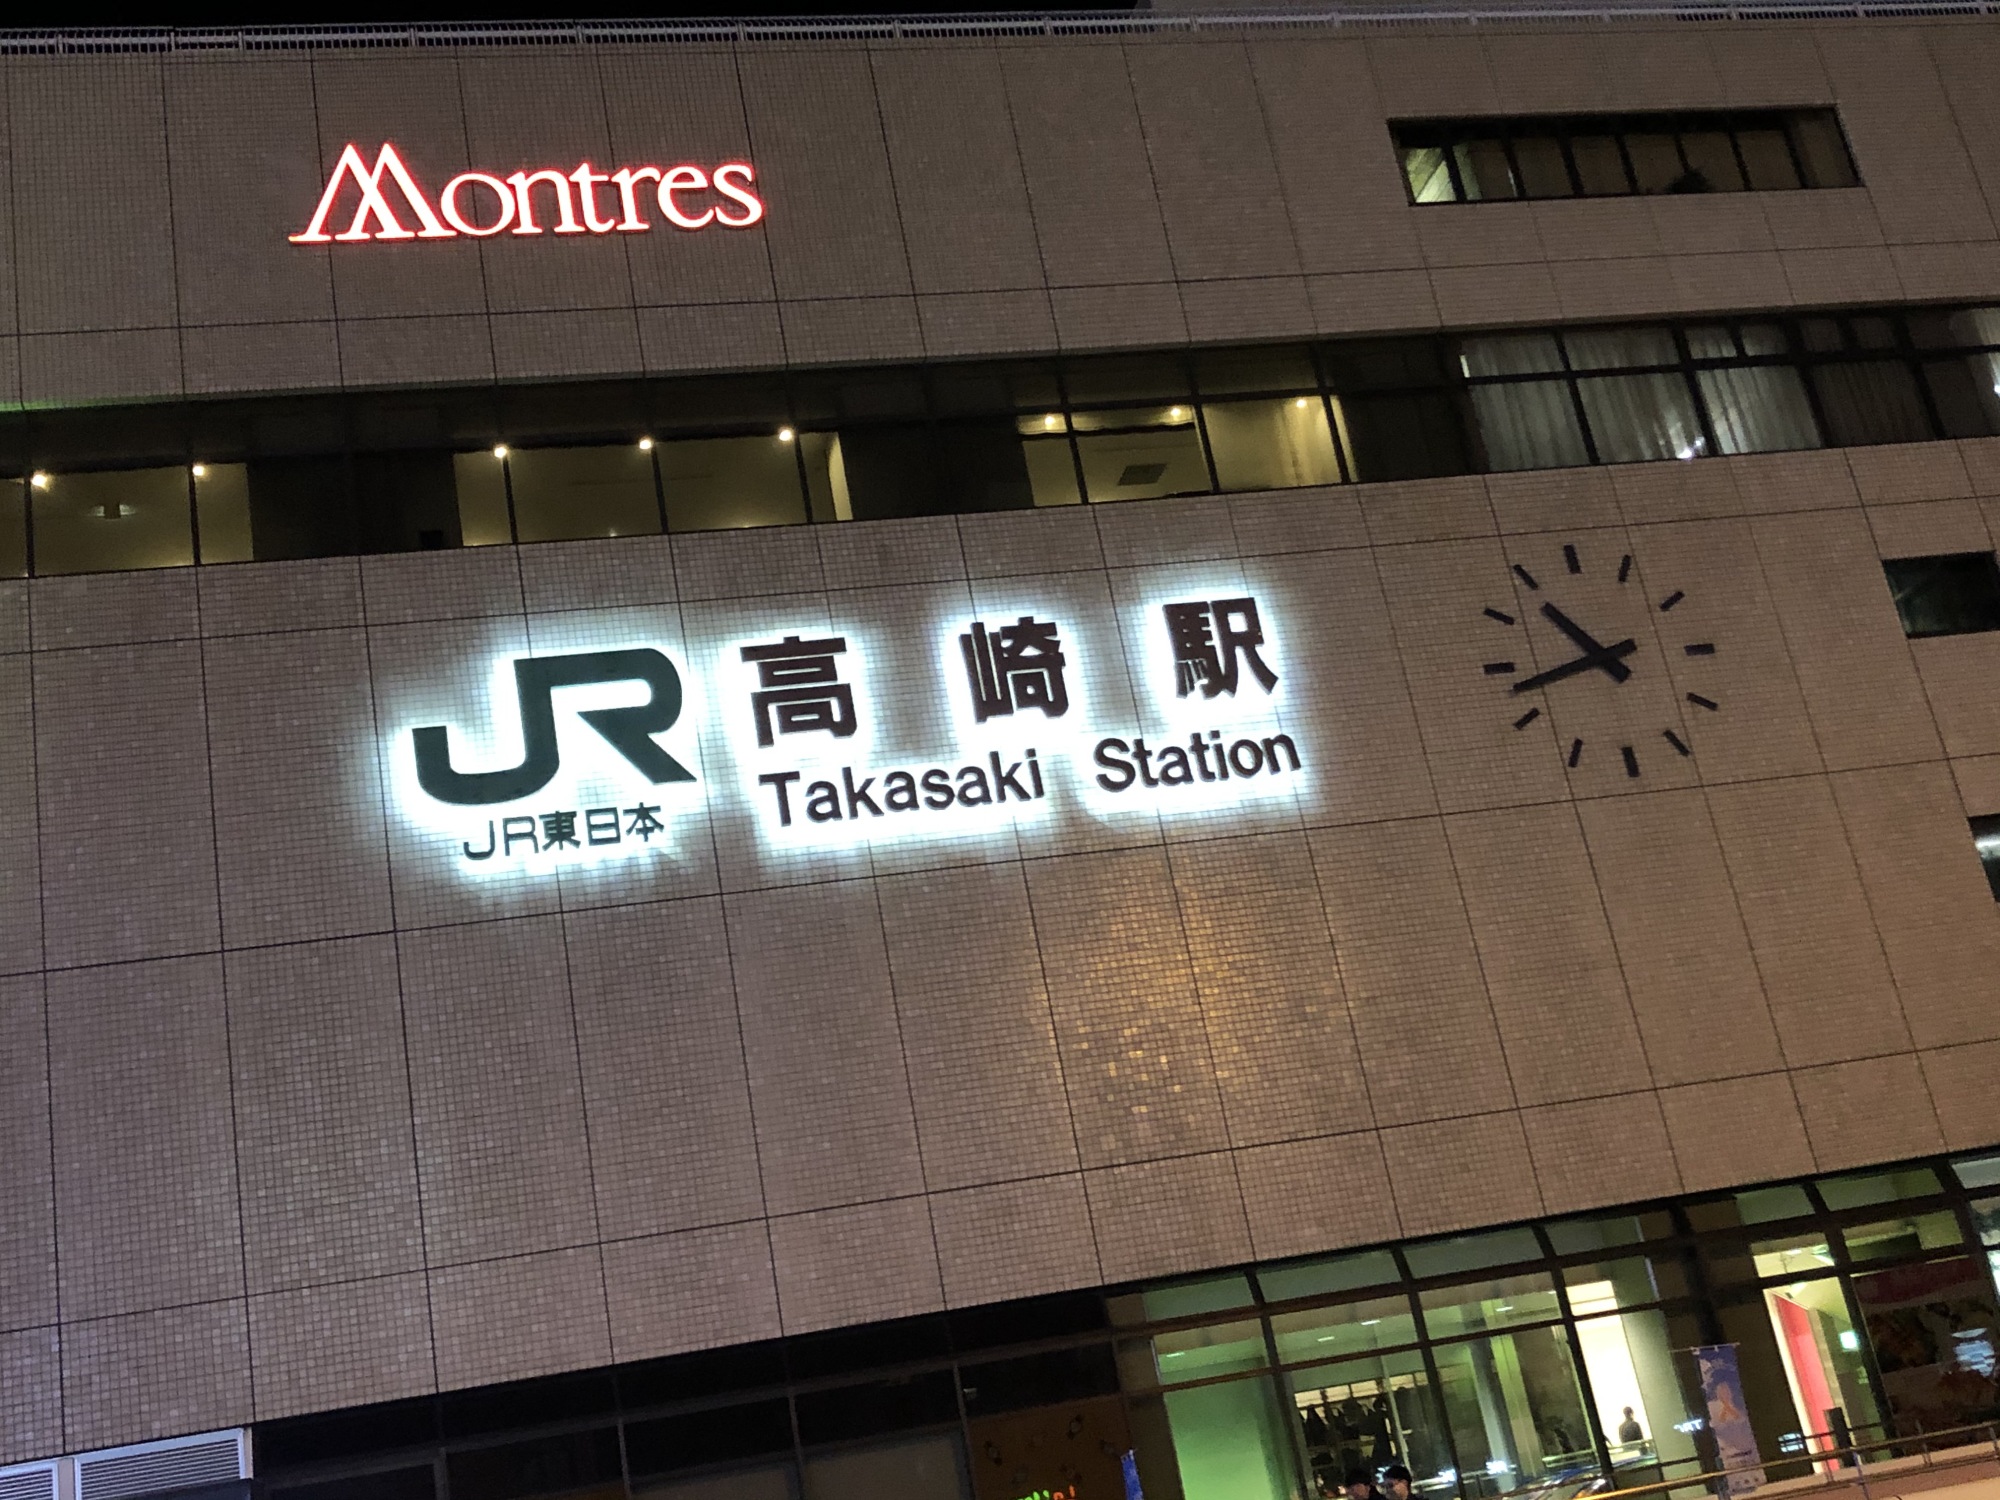 Montres
JR 高崎駅
Takasaki Station
JR東日本